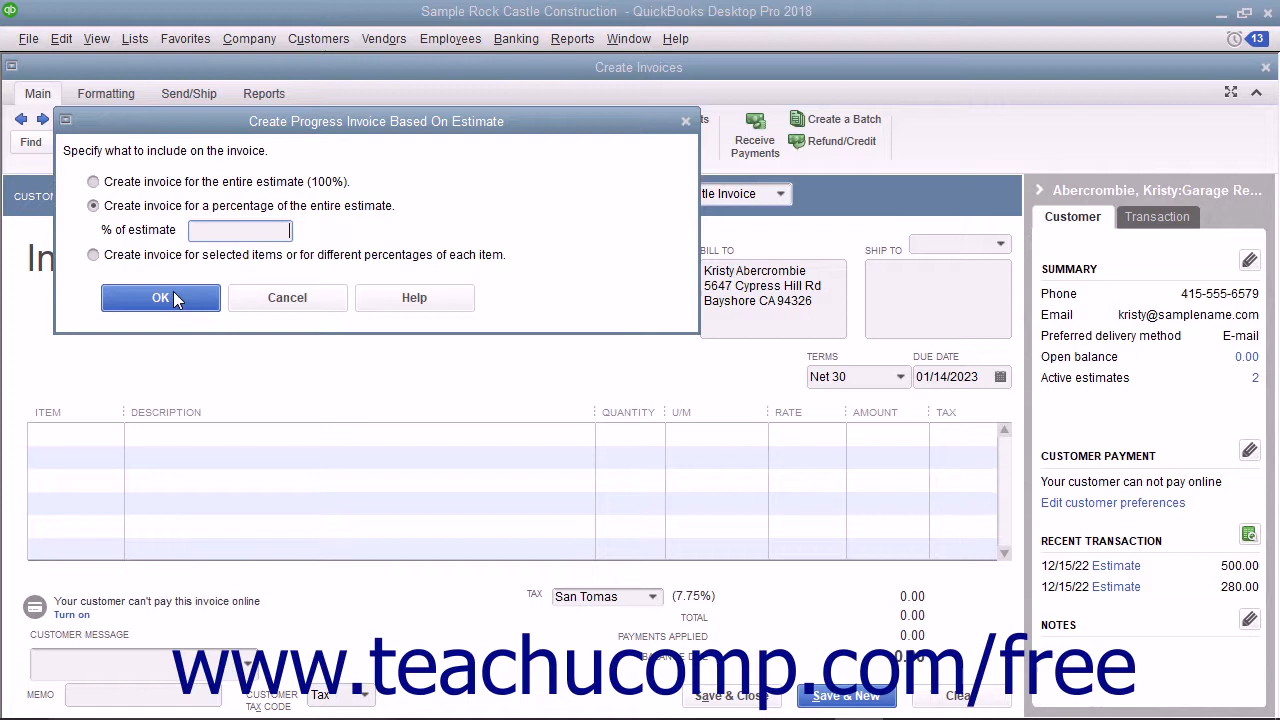 Sample Rock Castle Construction - QuickBooks Desktop Pro 2018
File Edit View Lists Favorites Company Customers Vendors Employees Banking Reports Window Help
13
Create Invoices
Main Formatting Send/Ship Reports
Find
Receive Payments
Create a Batch
Refund/Credit
Create Progress Invoice Based On Estimate
Specify what to include on the invoice.
Create invoice for the entire estimate (100%).
Create invoice for a percentage of the entire estimate.
% of estimate
Create invoice for selected items or for different percentages of each item.
OK Cancel Help
CUSTOM
tle Invoice
In
BILL TO
Kristy Abercrombie
5647 Cypress Hill Rd
Bayshore CA 94326
SHIP TO
TERMS
Net 30
DUE DATE
01/14/2023
ITEM DESCRIPTION QUANTITY U/M RATE AMOUNT TAX
Your customer can't pay this invoice online
Turn on
TAX San Tomas (7.75%) 0.00
TOTAL 0.00
PAYMENTS APPLIED 0.00
CUSTOMER MESSAGE
MEMO
CUSTOMER TAX CODE
Tax
Save & Close Save & New Clear
Abercrombie, Kristy:Garage Re...
Customer Transaction
SUMMARY
Phone 415-555-6579
Email kristy@samplename.com
Preferred delivery method E-mail
Open balance 0.00
Active estimates 2
CUSTOMER PAYMENT
Your customer can not pay online
Edit customer preferences
RECENT TRANSACTION
12/15/22 Estimate 500.00
12/15/22 Estimate 280.00
NOTES
www.teachucomp.com/free